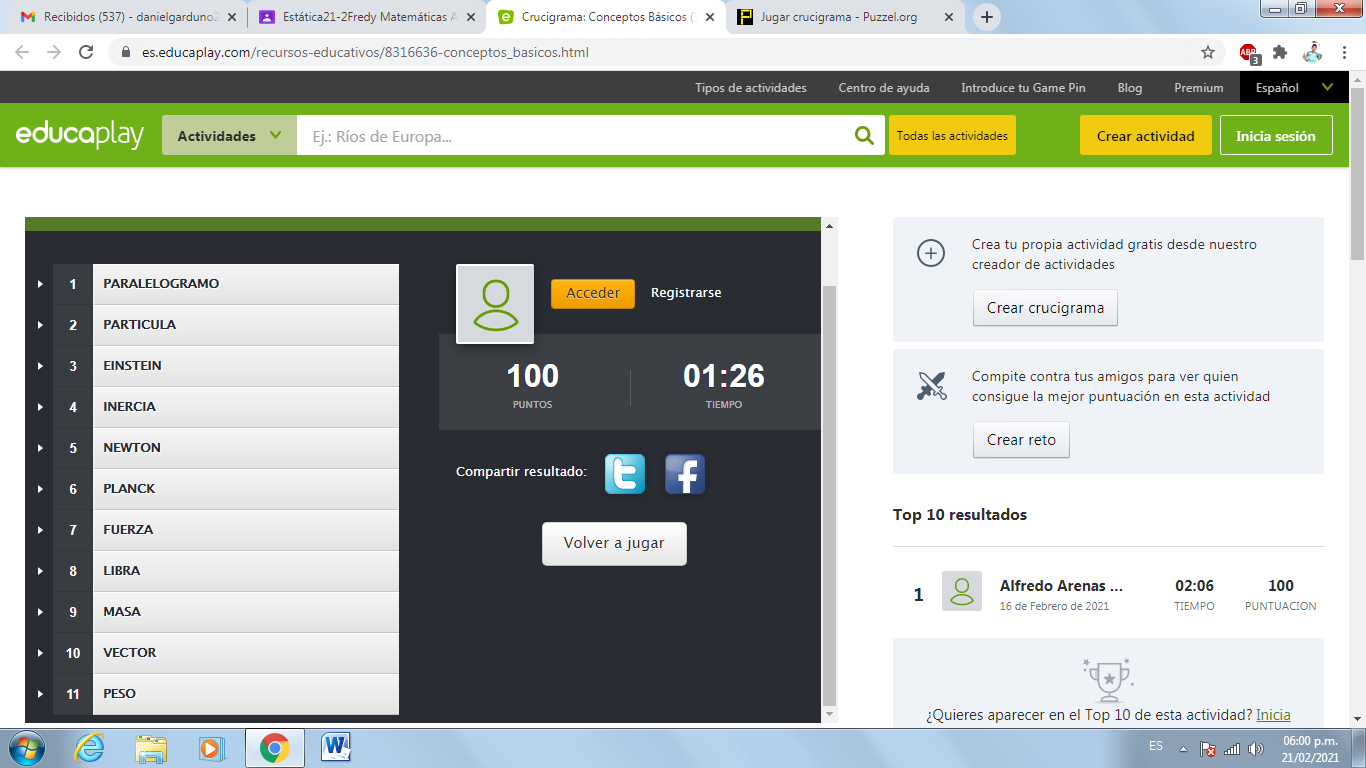 Recibidos (537) - danielgarduno2
Estática21-2Fredy Matemáticas A
Crucigrama: Conceptos Básicos (
Jugar crucigrama - Puzzel.org
es.educaplay.com/recursos-educativos/8316636-conceptos_basicos.html
ABP
3
Tipos de actividades Centro de ayuda Introduce tu Game Pin Blog Premium Español
educaplay Actividades Ej.: Ríos de Europa... Todas las actividades Crear actividad Inicia sesión
1 PARALELOGRAMO
2 PARTICULA
3 EINSTEIN
4 INERCIA
5 NEWTON
6 PLANCK
7 FUERZA
8 LIBRA
9 MASA
10 VECTOR
11 PESO
Acceder Registrarse
100 01:26
PUNTOS TIEMPO
Compartir resultado:
Volver a jugar
Crea tu propia actividad gratis desde nuestro
creador de actividades
Crear crucigrama
Compite contra tus amigos para ver quien
consigue la mejor puntuación en esta actividad
Crear reto
Top 10 resultados
1 Alfredo Arenas ... 02:06 100
16 de Febrero de 2021 TIEMPO PUNTUACION
¿Quieres aparecer en el Top 10 de esta actividad? Inicia
ES 06:00 p.m.
21/02/2021